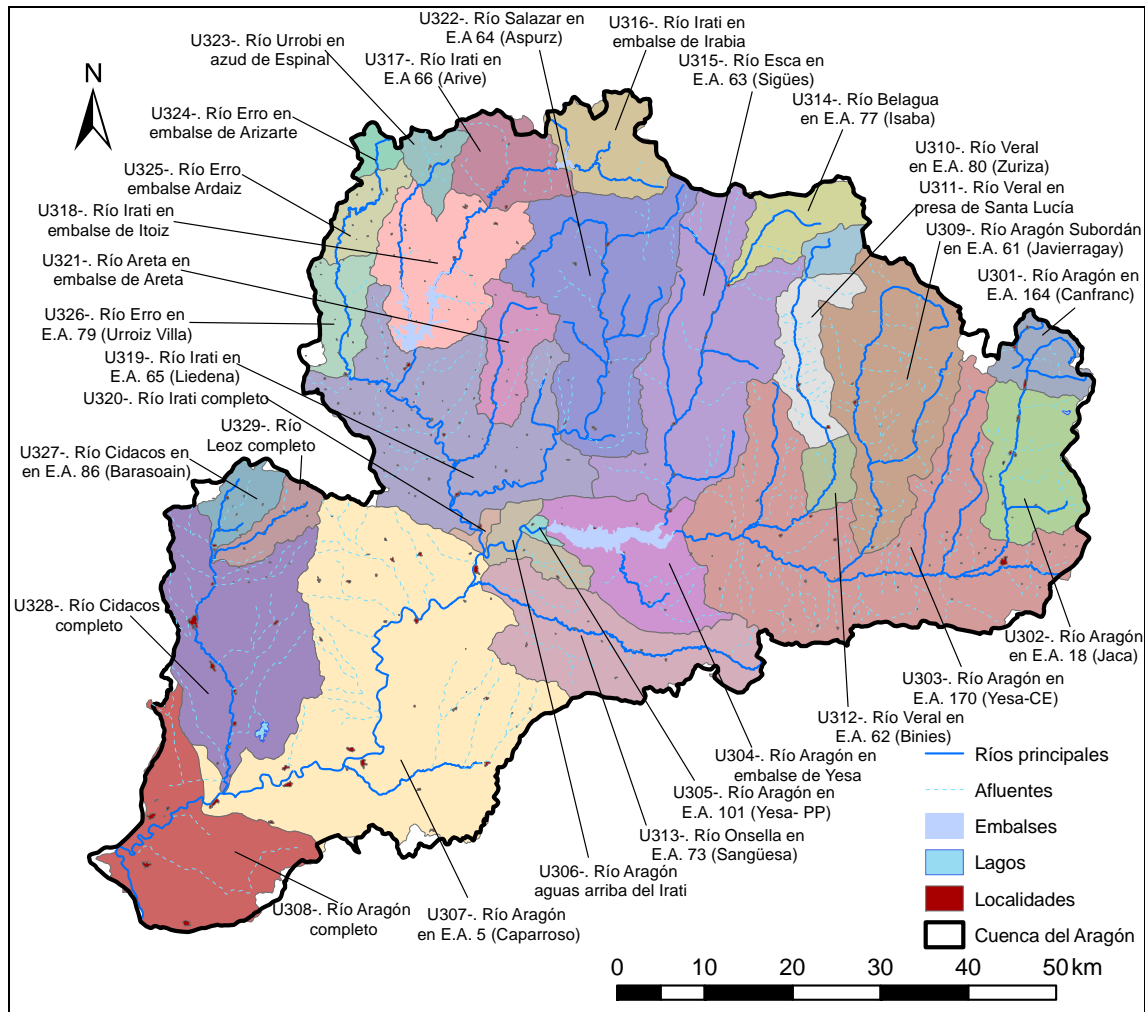 N
U322-. Río Salazar en
E.A 64 (Aspurz)
U316-. Río Irati en
embalse de Irabia
U323-. Río Urrobi en
azud de Espinal
U317-. Río Irati en
E.A 66 (Arive)
U315-. Río Esca en
E.A. 63 (Sigües)
U324-. Río Erro en
embalse de Arizarte
U314-. Río Belagua
en E.A. 77 (Isaba)
U325-. Río Erro
embalse Ardaiz
U310-. Río Veral
en E.A. 80 (Zuriza)
U311-. Río Veral en
presa de Santa Lucía
U318-. Río Irati en
embalse de Itoiz
U309-. Río Aragón Subordán
en E.A. 61 (Javierragay)
U321-. Río Areta en
embalse de Areta
U301-. Río Aragón en
E.A. 164 (Canfranc)
U326-. Río Erro en
E.A. 79 (Urroiz Villa)
U319-. Río Irati en
E.A. 65 (Liedena)
U320-. Río Irati completo
U329-. Río
Leoz completo
U327-. Río Cidacos en
en E.A. 86 (Barasoain)
U328-. Río Cidacos
completo
U302-. Río Aragón
en E.A. 18 (Jaca)
U303-. Río Aragón en
E.A. 170 (Yesa-CE)
U312-. Río Veral en
E.A. 62 (Binies)
U304-. Río Aragón en
embalse de Yesa
U305-. Río Aragón en
E.A. 101 (Yesa- PP)
U313-. Río Onsella en
E.A. 73 (Sangüesa)
U306-. Río Aragón
aguas arriba del Irati
U307-. Río Aragón
en E.A. 5 (Caparroso)
U308-. Río Aragón
completo
Ríos principales
Afluentes
Embalses
Lagos
Localidades
Cuenca del Aragón
0 10 20 30 40 50 km